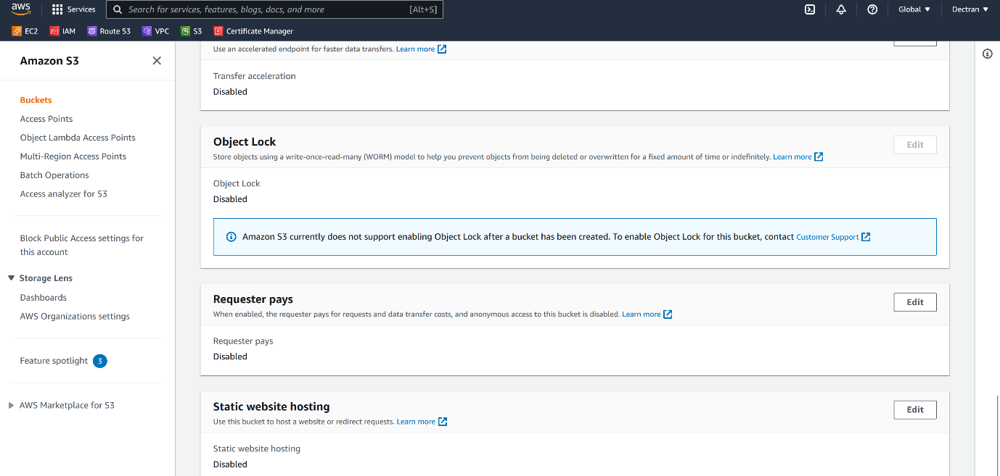 aws
Services
Search for services, features, blogs, docs, and more
[Alt+S]
Global ▼
Dectran ▼
EC2
IAM
Route 53
VPC
S3
Certificate Manager
Amazon S3
Buckets
Access Points
Object Lambda Access Points
Multi-Region Access Points
Batch Operations
Access analyzer for S3
Block Public Access settings for
this account
Storage Lens
Dashboards
AWS Organizations settings
Feature spotlight 3
AWS Marketplace for S3
Use an accelerated endpoint for faster data transfers. Learn more
Transfer acceleration
Disabled
Object Lock
Edit
Store objects using a write-once-read-many (WORM) model to help you prevent objects from being deleted or overwritten for a fixed amount of time or indefinitely. Learn more
Object Lock
Disabled
Amazon S3 currently does not support enabling Object Lock after a bucket has been created. To enable Object Lock for this bucket, contact Customer Support
Requester pays
Edit
When enabled, the requester pays for requests and data transfer costs, and anonymous access to this bucket is disabled. Learn more
Requester pays
Disabled
Static website hosting
Edit
Use this bucket to host a website or redirect requests. Learn more
Static website hosting
Disabled